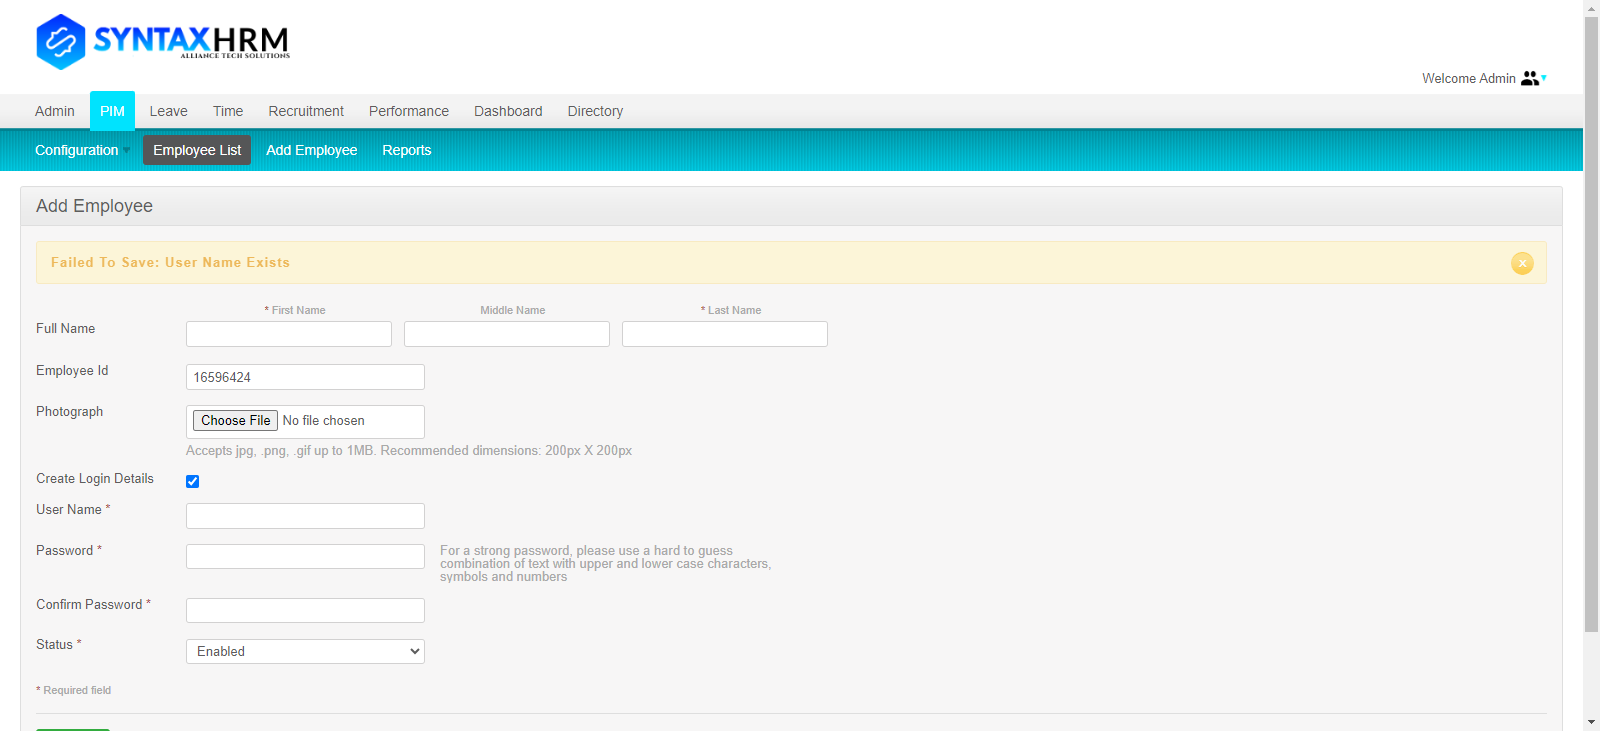 SYNTAXHRM
ALLIANCE TECH SOLUTIONS
Welcome Admin
Admin PIM Leave Time Recruitment Performance Dashboard Directory
Configuration Employee List Add Employee Reports
Add Employee
Failed To Save: User Name Exists
* First Name Middle Name * Last Name
Full Name
Employee Id 16596424
Photograph Choose File No file chosen
Accepts jpg, .png, .gif up to 1MB. Recommended dimensions: 200px X 200px
Create Login Details
User Name *
Password * For a strong password, please use a hard to guess
combination of text with upper and lower case characters,
symbols and numbers
Confirm Password *
Status * Enabled
* Required field